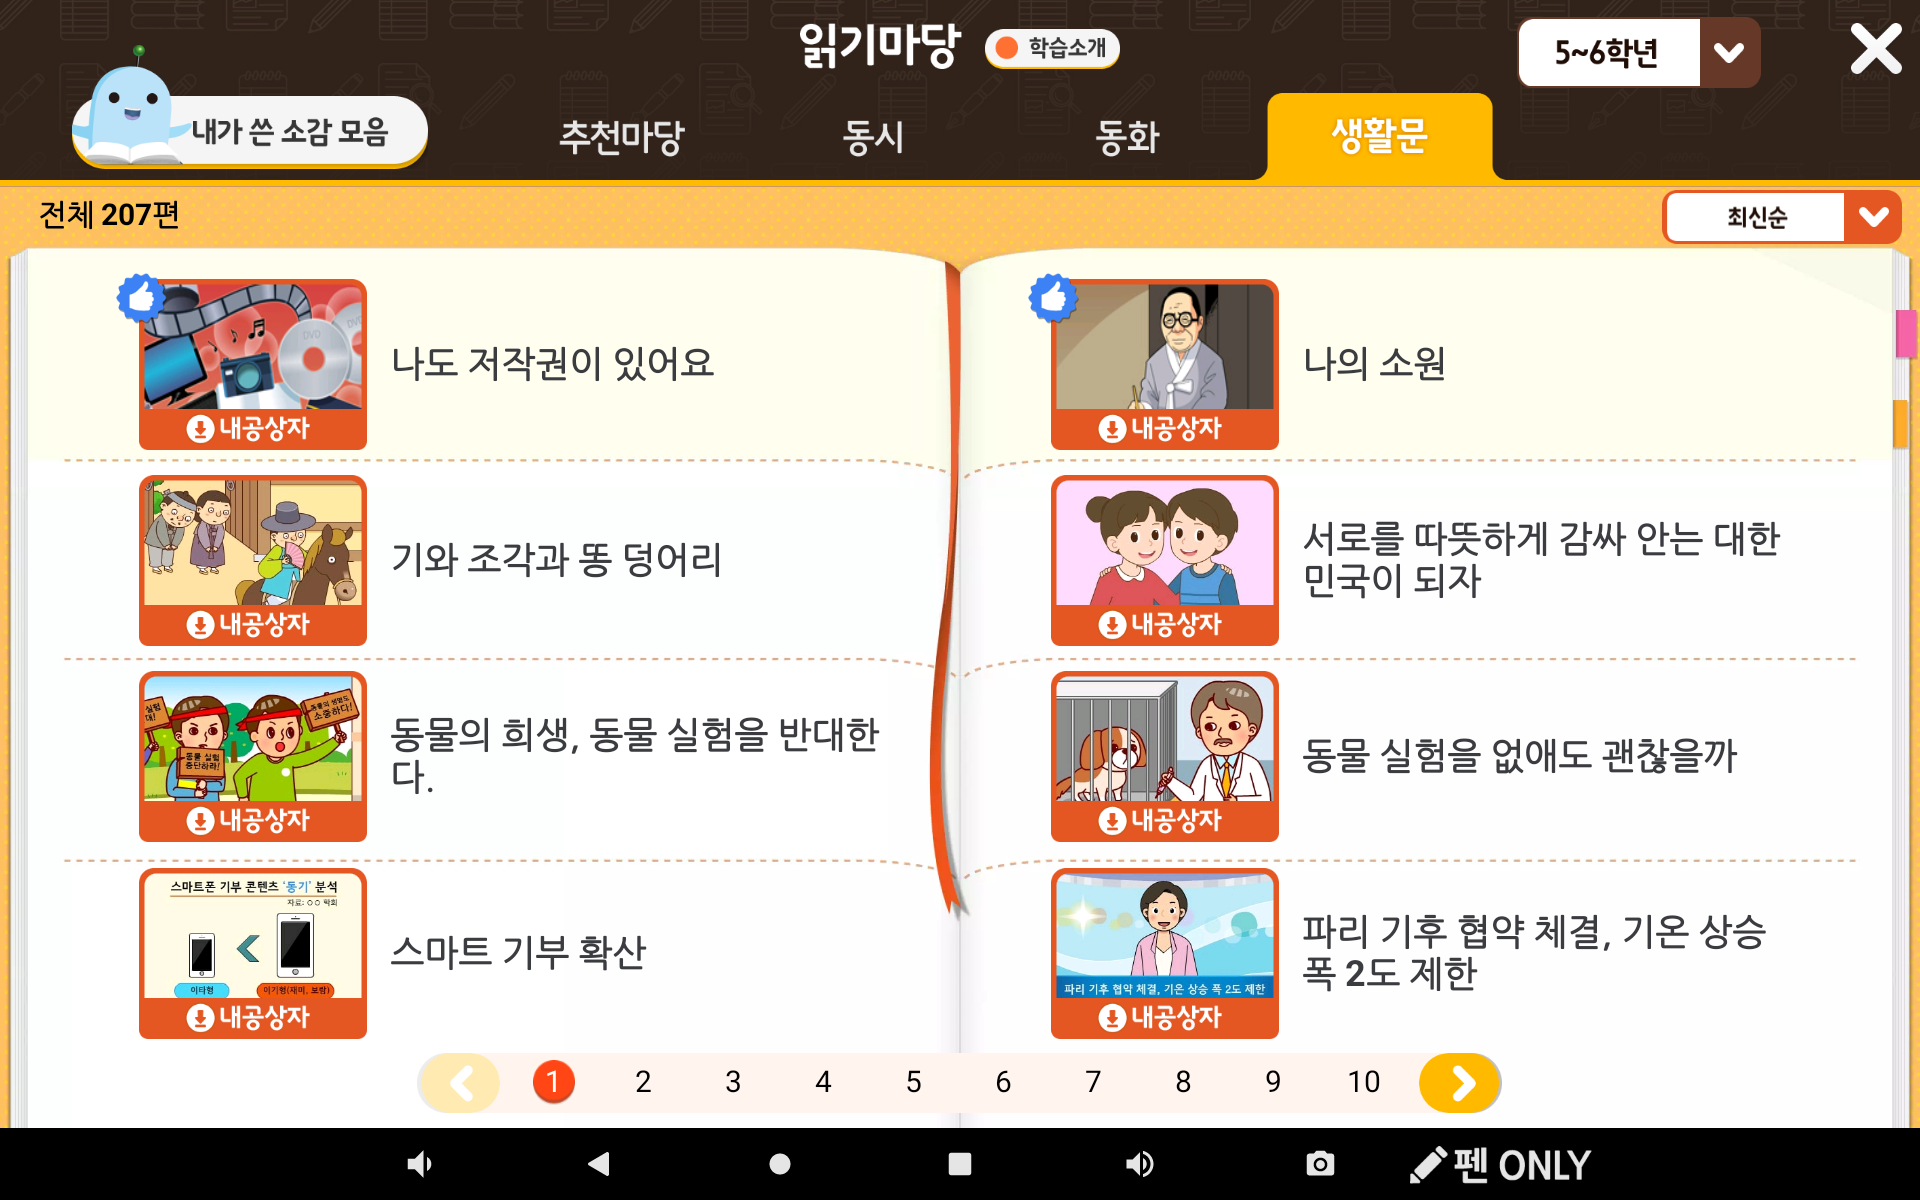 읽기마당
학습소개
5~6학년
내가 쓴 소감 모음
추천마당
동시
동화
생활문
전체 207편
최신순
나도 저작권이 있어요
내공상자
나의 소원
내공상자
기와 조각과 똥 덩어리
내공상자
서로를 따뜻하게 감싸 안는 대한
민국이 되자
내공상자
동물의 희생, 동물 실험을 반대한
다.
실험
동물의 생명도
소중하다!
동물 실험
중단하라!
내공상자
동물 실험을 없애도 괜찮을까
내공상자
스마트폰 기부 콘텐츠 '동기' 분석
자료: ○○ 학회
이타형
이기형(재미, 보람)
내공상자
스마트 기부 확산
파리 기후 협약 체결, 기온 상승 폭 2도 제한
내공상자
파리 기후 협약 체결, 기온 상승
폭 2도 제한
1 2 3 4 5 6 7 8 9 10
펜 ONLY